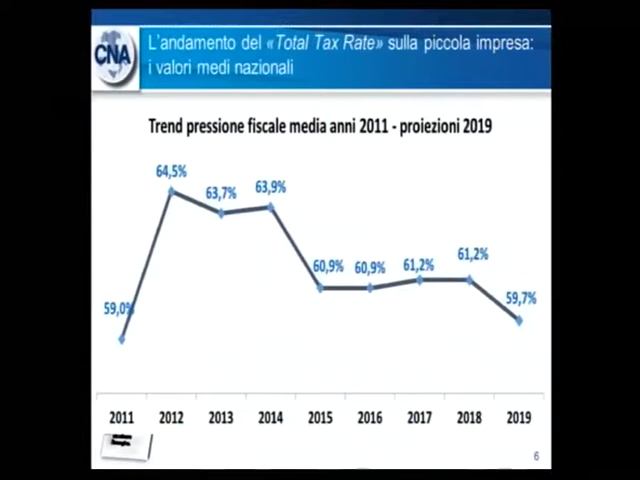 CNA
L'andamento del «Total Tax Rate» sulla piccola impresa:
i valori medi nazionali
Trend pressione fiscale media anni 2011 - proiezioni 2019
64,5%
63,7%
63,9%
60,9%
60,9%
61,2%
61,2%
59,7%
59,0%
2011 2012 2013 2014 2015 2016 2017 2018 2019
6